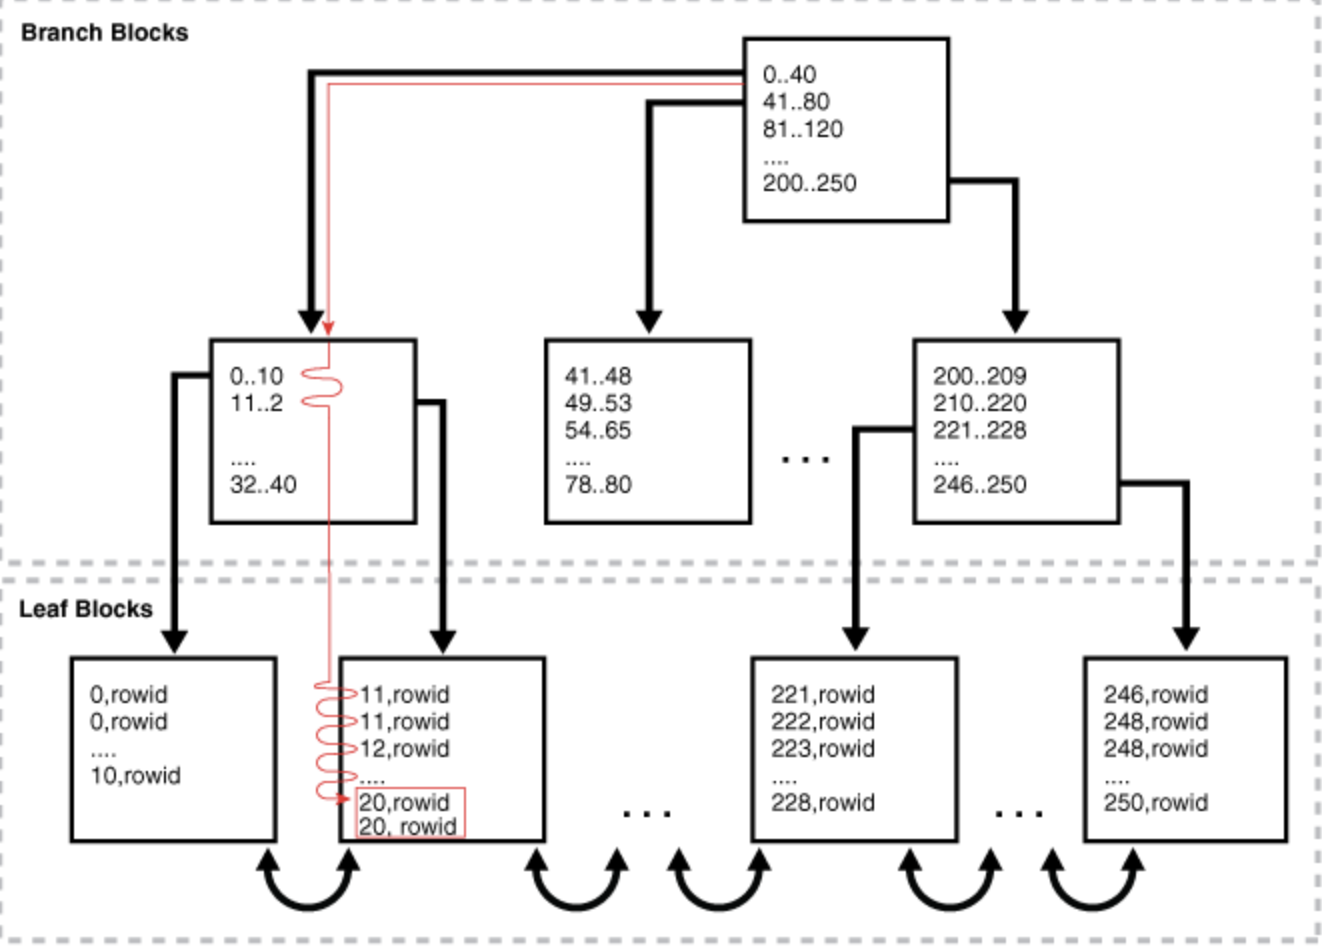 Branch Blocks
0..40
41..80
81..120
....
200..250
0..10
11..2
....
32..40
41..48
49..53
54..65
....
78..80
...
200..209
210..220
221..228
....
246..250
Leaf Blocks
0,rowid
0,rowid
....
10,rowid
11,rowid
11,rowid
12,rowid
....
20,rowid
20, rowid
...
221,rowid
222,rowid
223,rowid
....
228,rowid
...
246,rowid
248,rowid
248,rowid
....
250,rowid